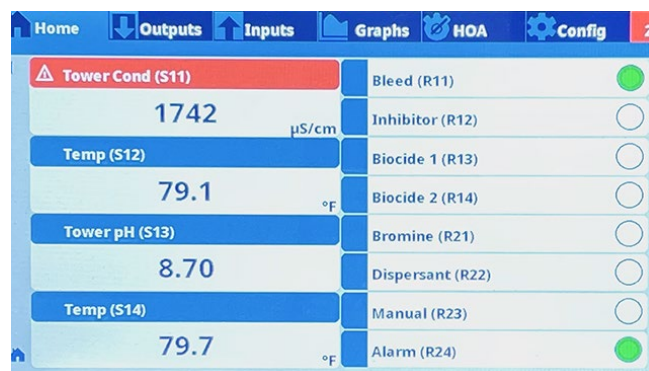 Home Outputs Inputs Graphs HOA Config 2
Tower Cond (S11)
1742
µS/cm
Temp (S12)
79.1
°F
Tower pH (S13)
8.70
Temp (S14)
79.7
°F
Bleed (R11)
Inhibitor (R12)
Biocide 1 (R13)
Biocide 2 (R14)
Bromine (R21)
Dispersant (R22)
Manual (R23)
Alarm (R24)